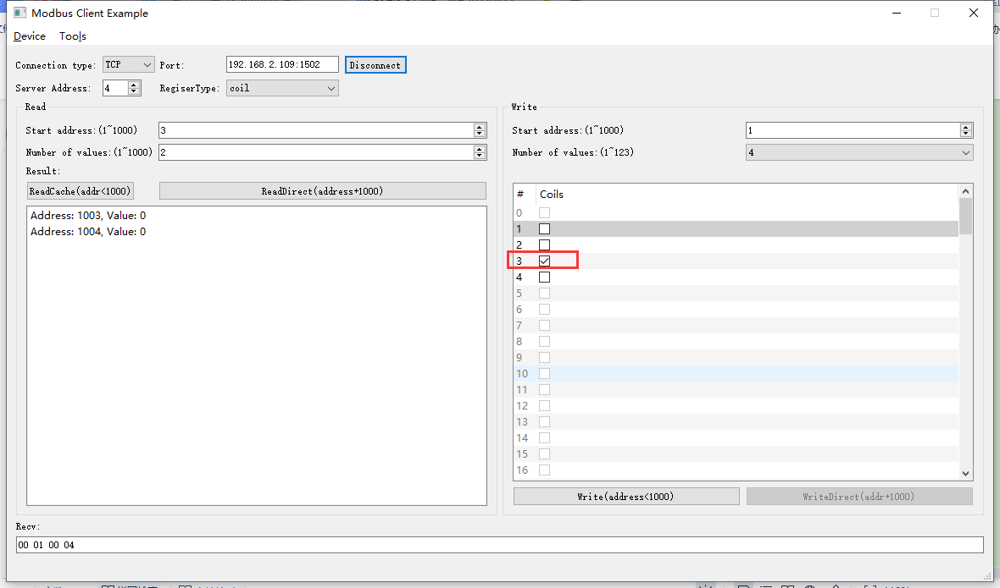 Modbus Client Example
Device Tools
Connection type: TCP Port: 192.168.2.109:1502 Disconnect
Server Address: 4 RegiserType: coil
Read
Start address:(1~1000) 3
Number of values:(1~1000) 2
Result:
ReadCache(addr<1000) ReadDirect(address+1000)
Address: 1003, Value: 0
Address: 1004, Value: 0
Write
Start address:(1~1000) 1
Number of values:(1~123) 4
# Coils
0
1
2
3
4
5
6
7
8
9
10
11
12
13
14
15
16
Write(address<1000) WriteDirect(addr+1000)
Recv:
00 01 00 04